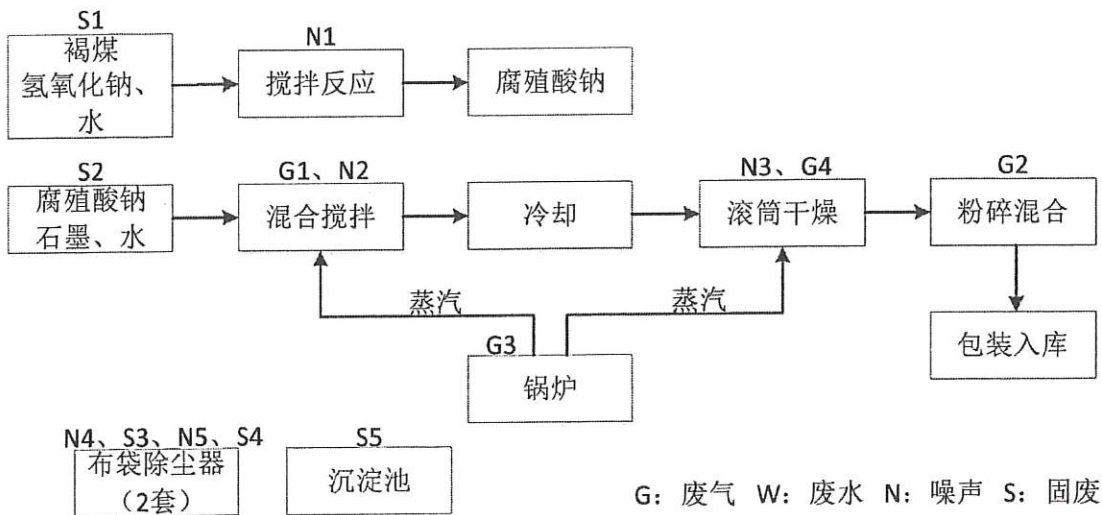 S1
褐煤
氢氧化钠、
水
N1
搅拌反应
腐殖酸钠
S2
腐殖酸钠
石墨、水
G1、N2
混合搅拌
冷却
N3、G4
滚筒干燥
G2
粉碎混合
蒸汽
蒸汽
包装入库
G3
锅炉
N4、S3、N5、S4
布袋除尘器
（2套）
S5
沉淀池
G：废气 W：废水 N：噪声 S：固废